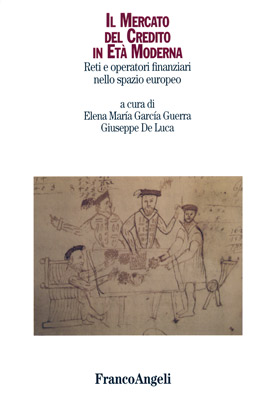 IL MERCATO
DEL CREDITO
IN ETÀ MODERNA
Reti e operatori finanziari
nello spazio europeo
a cura di
Elena María García Guerra
Giuseppe De Luca
FrancoAngeli